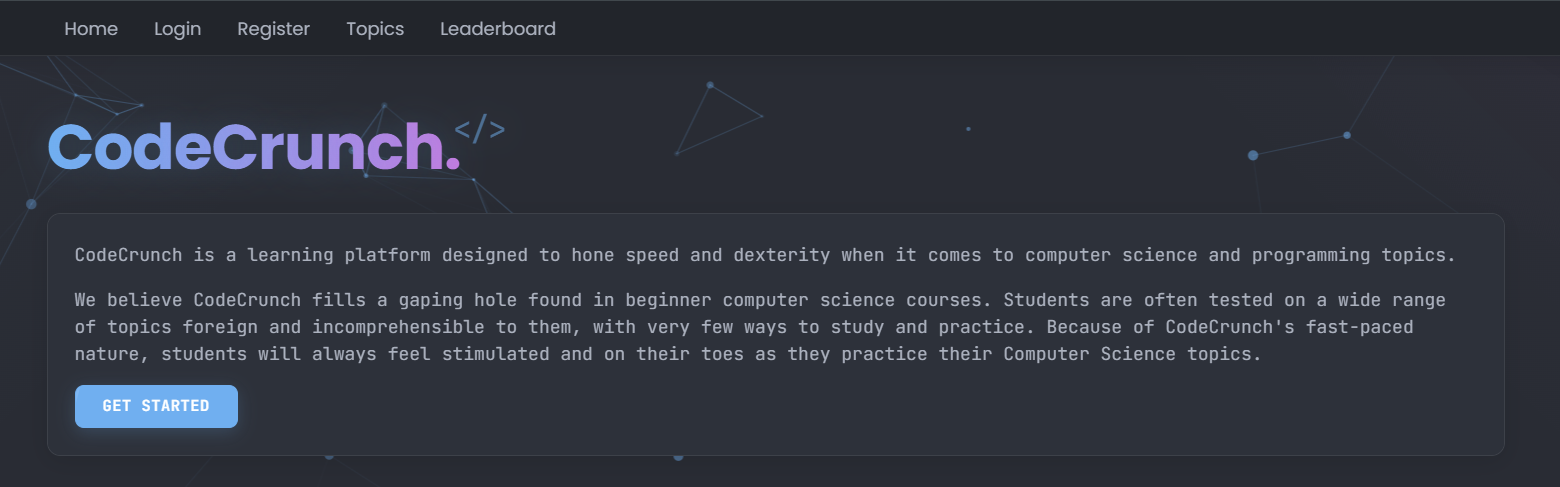 Home Login Register Topics Leaderboard
CodeCrunch.</>
CodeCrunch is a learning platform designed to hone speed and dexterity when it comes to computer science and programming topics.
We believe CodeCrunch fills a gaping hole found in beginner computer science courses. Students are often tested on a wide range
of topics foreign and incomprehensible to them, with very few ways to study and practice. Because of CodeCrunch's fast-paced
nature, students will always feel stimulated and on their toes as they practice their Computer Science topics.
GET STARTED